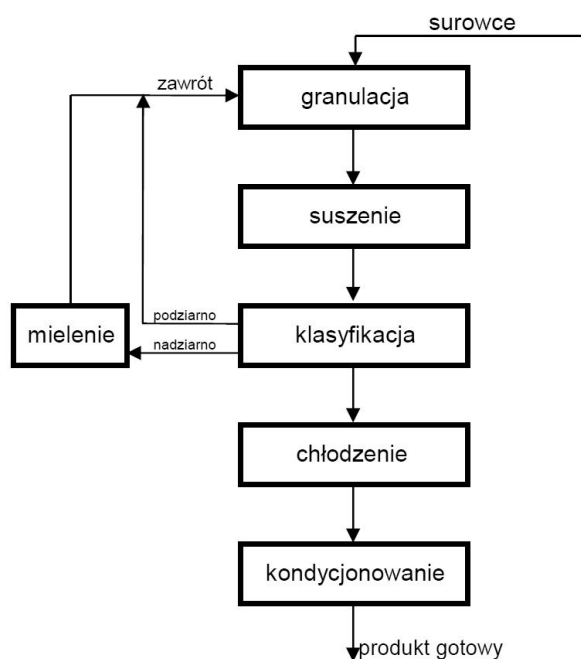 surowce
zawrót
granulacja
suszenie
podziarno
mielenie
klasyfikacja
nadziarno
chłodzenie
kondycjonowanie
produkt gotowy